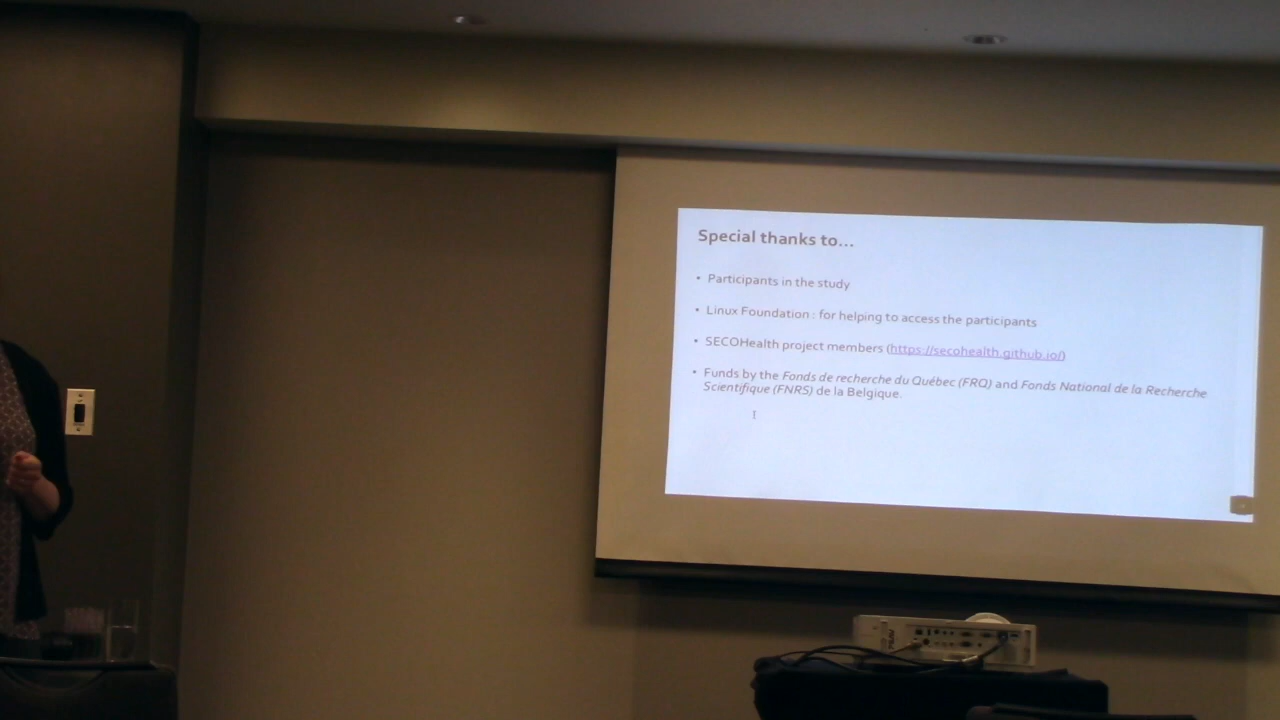 Special thanks to...
• Participants in the study
• Linux Foundation : for helping to access the participants
• SECOHealth project members (https://secohealth.github.io/)
• Funds by the Fonds de recherche du Québec (FRQ) and Fonds National de la Recherche
Scientifique (FNRS) de la Belgique.